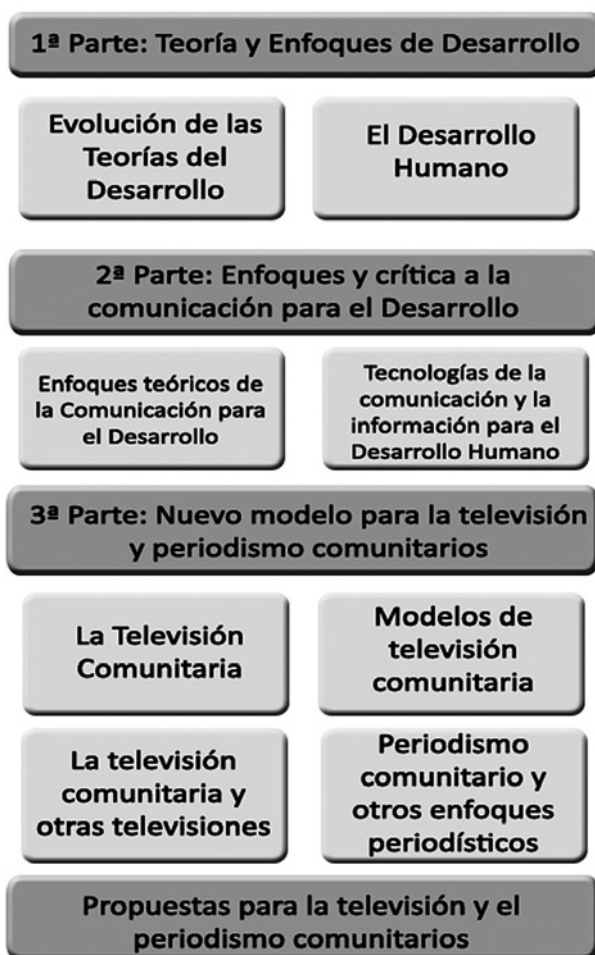 1ª Parte: Teoría y Enfoques de Desarrollo
Evolución de las
Teorías del
Desarrollo
El Desarrollo
Humano
2ª Parte: Enfoques y crítica a la
comunicación para el Desarrollo
Enfoques teóricos de
la Comunicación para
el Desarrollo
Tecnologías de la
comunicación y la
información para el
Desarrollo Humano
3ª Parte: Nuevo modelo para la televisión
y periodismo comunitarios
La Televisión
Comunitaria
Modelos de
televisión
comunitaria
La televisión
comunitaria y
otras televisiones
Periodismo
comunitario y
otros enfoques
periodísticos
Propuestas para la televisión y el
periodismo comunitarios